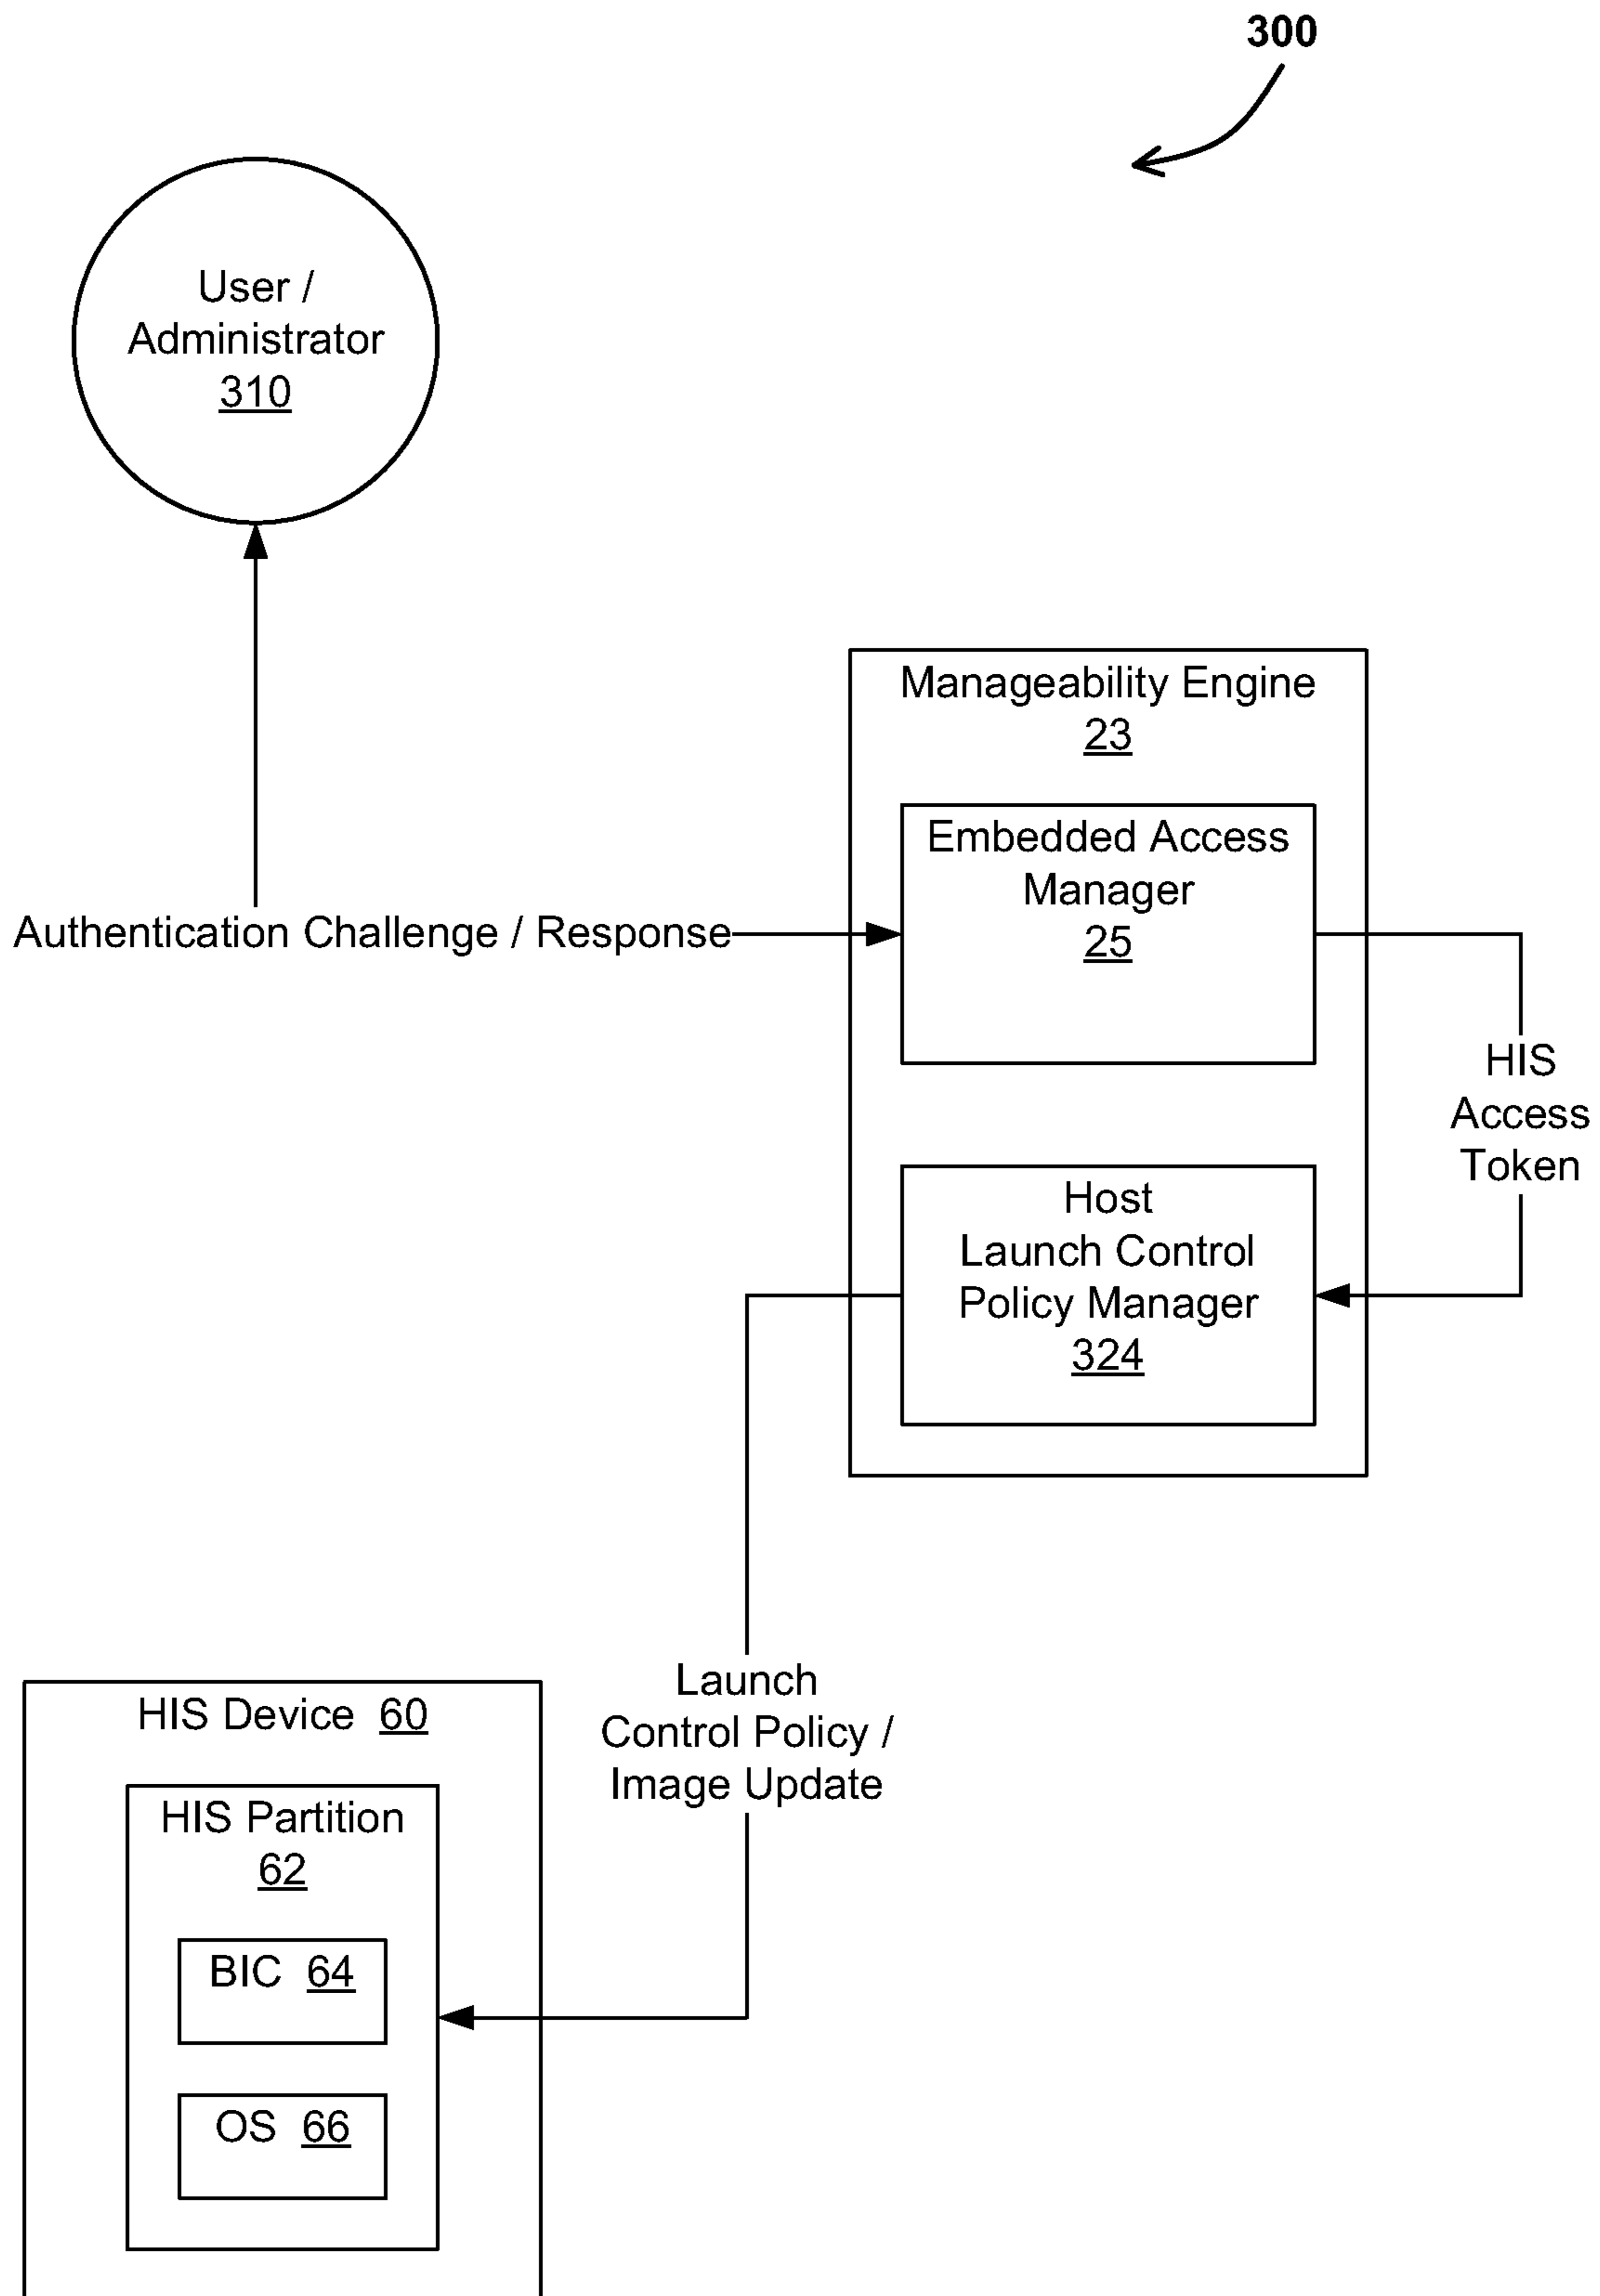 300
User /
Administrator
310
Manageability Engine
23
Embedded Access
Manager
25
Authentication Challenge / Response
HIS
Access
Token
Host
Launch Control
Policy Manager
324
Launch
Control Policy /
Image Update
HIS Device 60
HIS Partition
62
BIC 64
OS 66